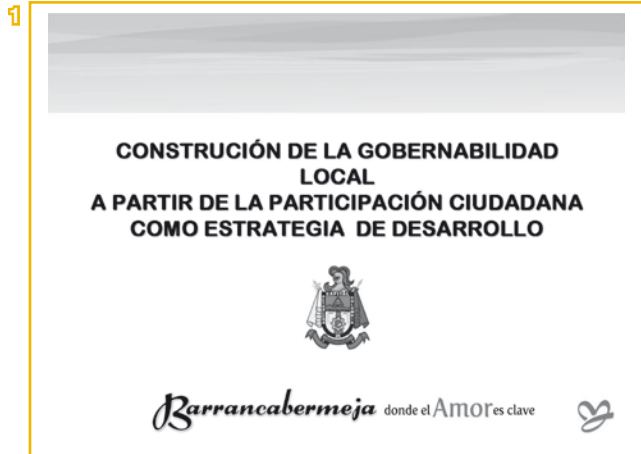 1
CONSTRUCIÓN DE LA GOBERNABILIDAD
LOCAL
A PARTIR DE LA PARTICIPACIÓN CIUDADANA
COMO ESTRATEGIA DE DESARROLLO
Barrancabermeja donde el Amor es clave